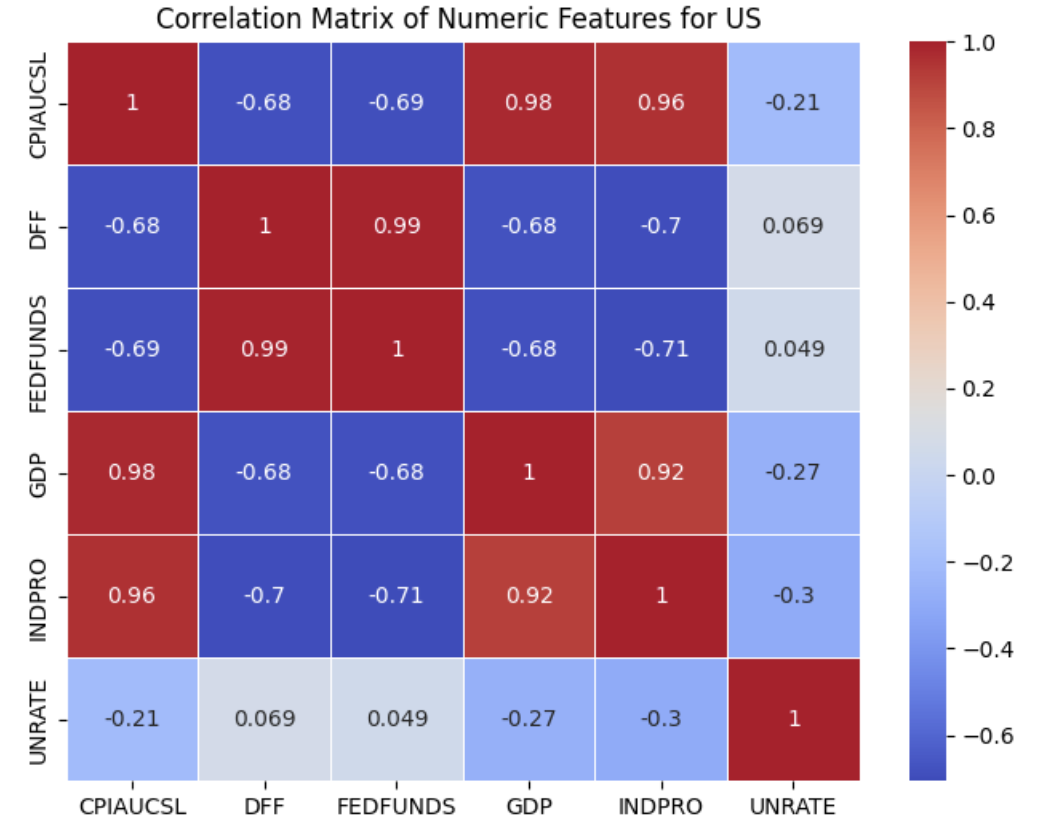 Correlation Matrix of Numeric Features for US
CPIAUCSL 1 -0.68 -0.69 0.98 0.96 -0.21
DFF -0.68 1 0.99 -0.68 -0.7 0.069
FEDFUNDS -0.69 0.99 1 -0.68 -0.71 0.049
GDP 0.98 -0.68 -0.68 1 0.92 -0.27
INDPRO 0.96 -0.7 -0.71 0.92 1 -0.3
UNRATE -0.21 0.069 0.049 -0.27 -0.3 1
CPIAUCSL DFF FEDFUNDS GDP INDPRO UNRATE
1.0
0.8
0.6
0.4
0.2
0.0
−0.2
−0.4
−0.6